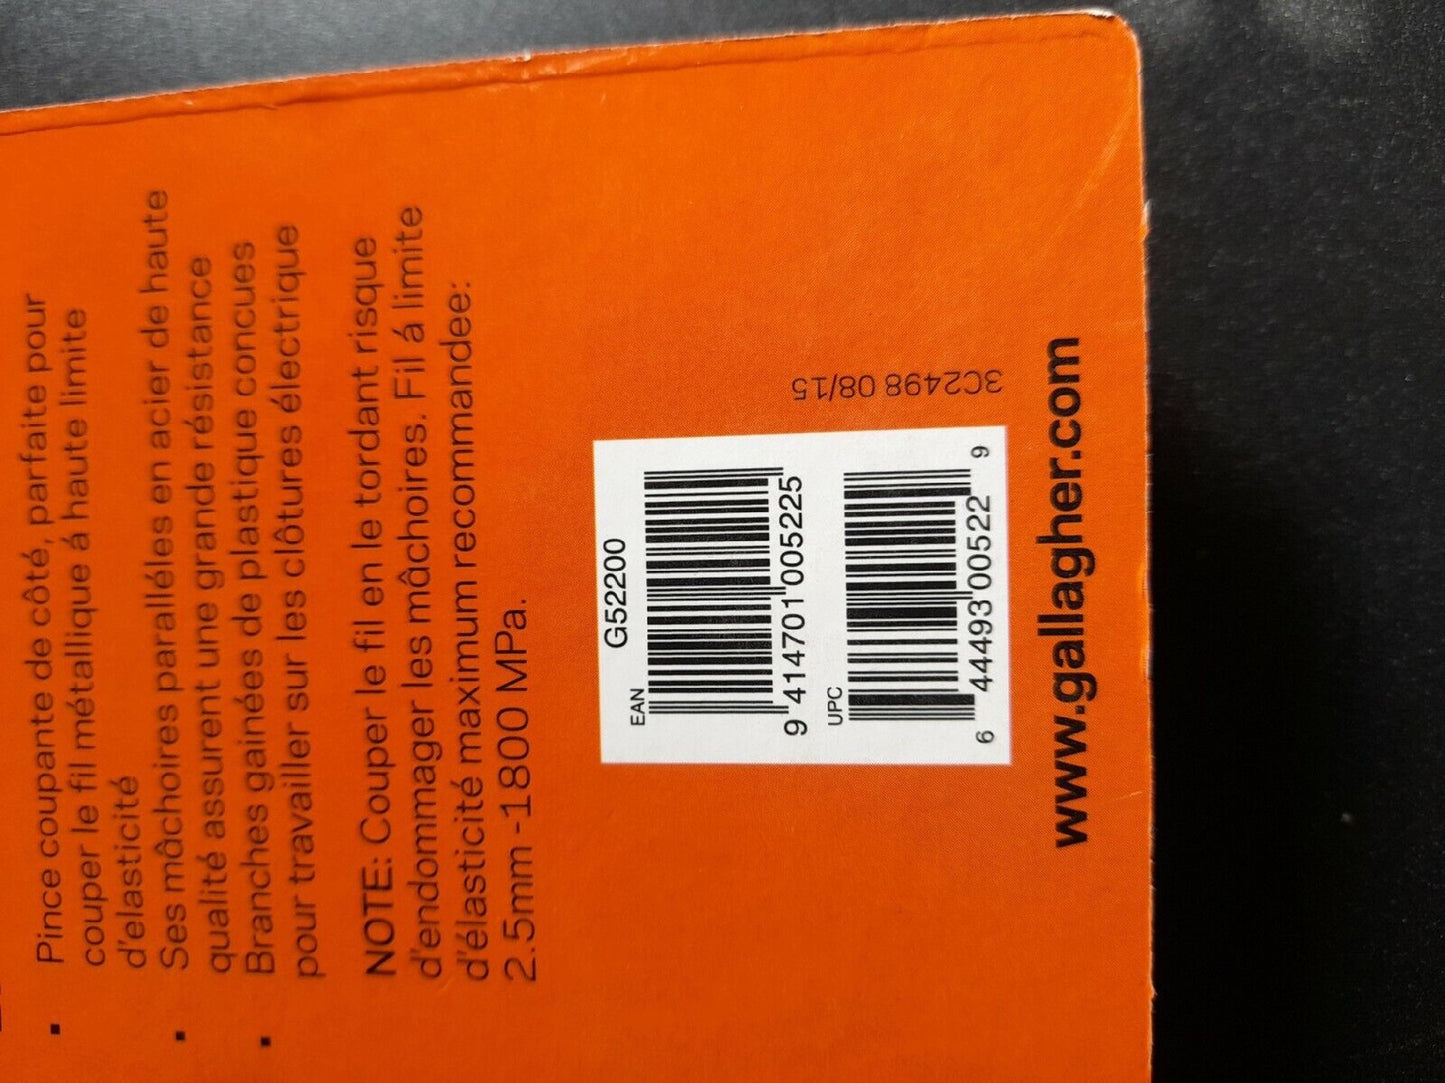 Pince coupante de côté, parfaite pour
couper le fil métallique á haute limite
d'elasticité
Ses mâchoires paralléles en acier de haute
qualité assurent une grande résistance
Branches gainées de plastique concues
pour travailler sur les clôtures électrique
NOTE: Couper le fil en le tordant risque
d'endommager les mâchoires. Fil á limite
d'élasticité maximum recommandee:
2.5mm -1800 MPa.
G52200
EAN
9 414701 005225
UPC
6 44493 00522 9
3C2498 08/15
www.gallagher.com